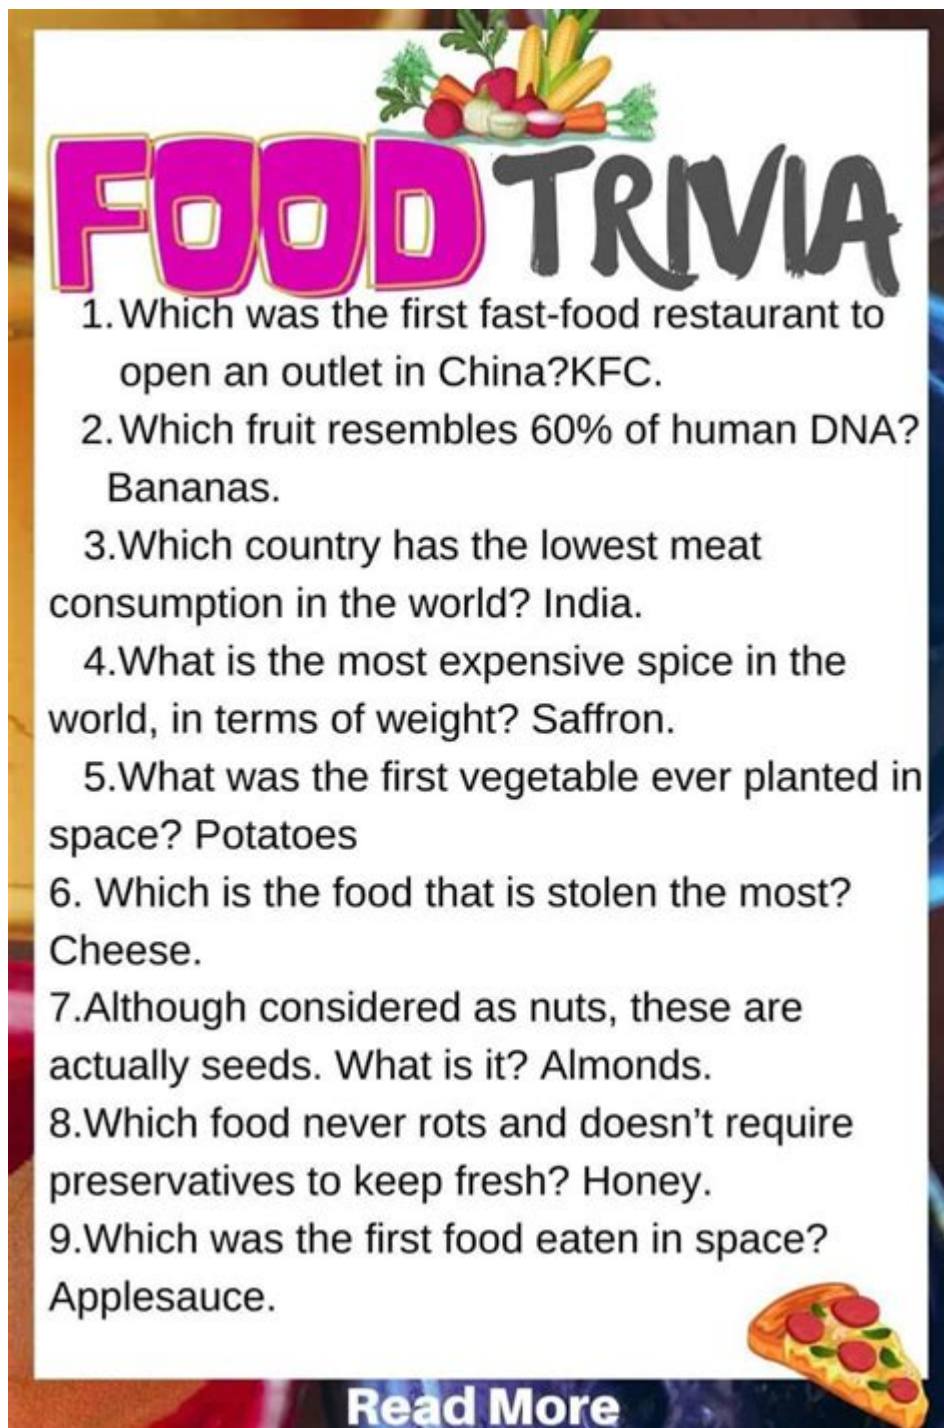 FOOD TRIVIA
1. Which was the first fast-food restaurant to
open an outlet in China?KFC.
2. Which fruit resembles 60% of human DNA?
Bananas.
3.Which country has the lowest meat
consumption in the world? India.
4.What is the most expensive spice in the
world, in terms of weight? Saffron.
5.What was the first vegetable ever planted in
space? Potatoes
6. Which is the food that is stolen the most?
Cheese.
7.Although considered as nuts, these are
actually seeds. What is it? Almonds.
8.Which food never rots and doesn’t require
preservatives to keep fresh? Honey.
9.Which was the first food eaten in space?
Applesauce.
Read More